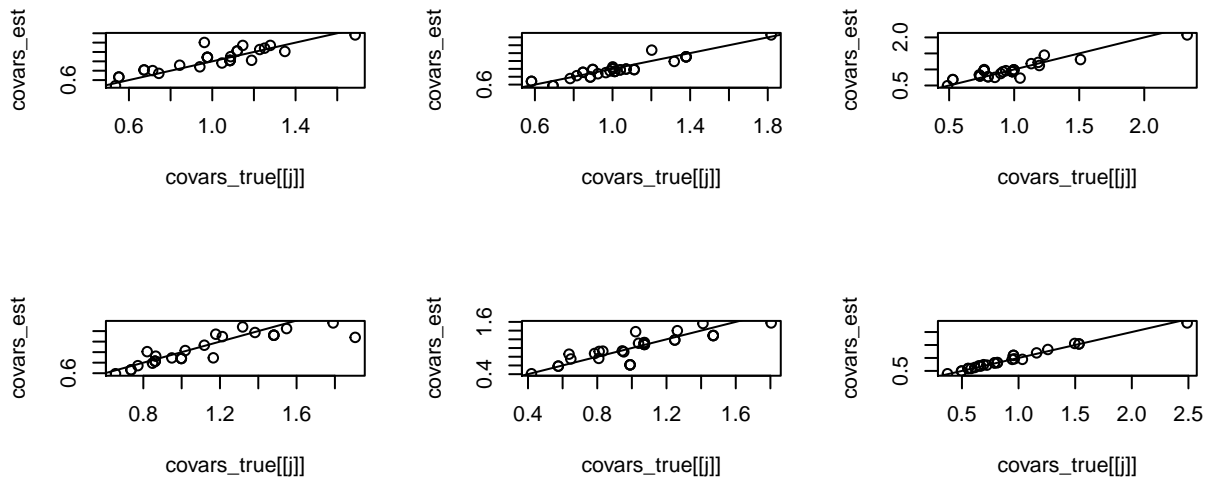 covars_est
0.6
0.6 1.0 1.4
covars_true[[j]]
covars_est
0.6
0.6 1.0 1.4 1.8
covars_true[[j]]
covars_est
0.5 2.0
0.5 1.0 1.5 2.0
covars_true[[j]]
covars_est
0.6
0.8 1.2 1.6
covars_true[[j]]
covars_est
0.4 1.6
0.4 0.8 1.2 1.6
covars_true[[j]]
covars_est
0.5
0.5 1.0 1.5 2.0 2.5
covars_true[[j]]